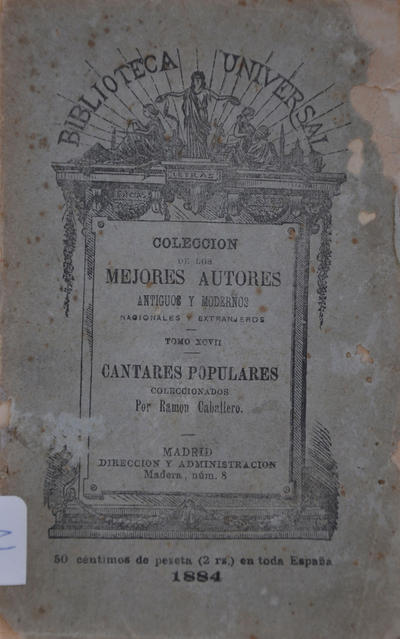 BIBLIOTECA UNIVERSAL
LETRAS
COLECCION
DE LOS
MEJORES AUTORES
ANTIGUOS Y MODERNOS
NACIONALES Y EXTRANJEROS
TOMO XCVII
CANTARES POPULARES
COLECCIONADOS
Por Ramon Caballero.
MADRID
DIRECCION Y ADMINISTRACION
Madera, núm. 8
50 céntimos de peseta (2 rs.) en toda España
1884